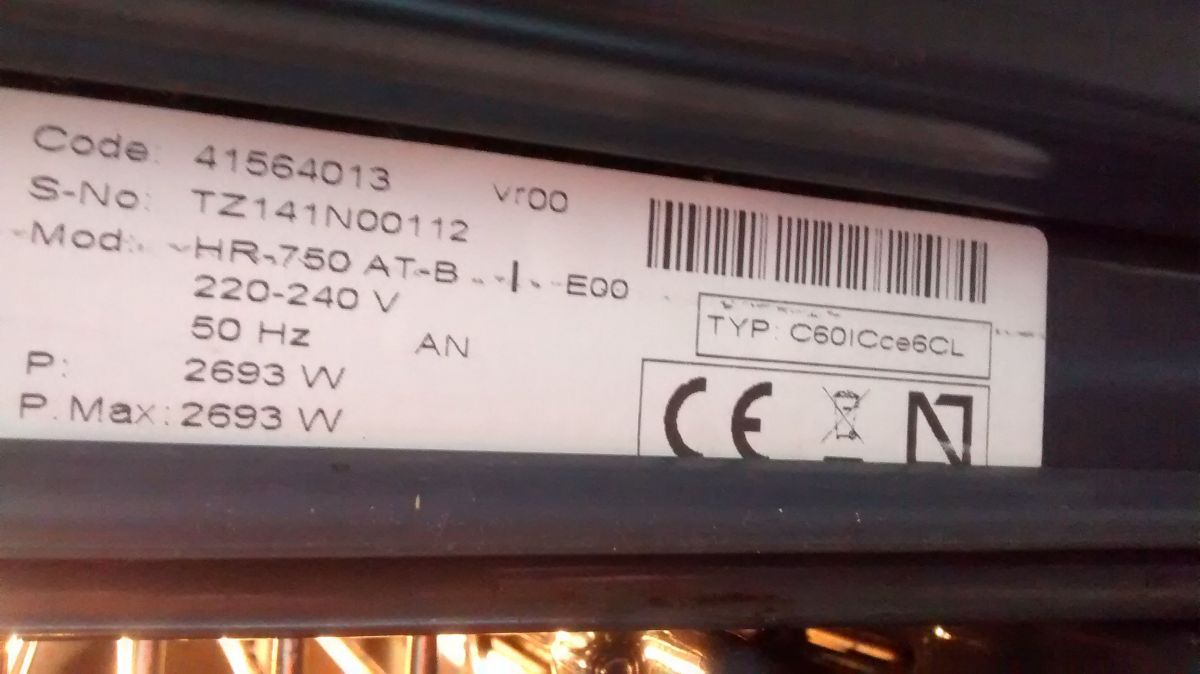 Code: 41564013 vr00
S-No: TZ141N00112
Mod: HR-750 AT-B I EG0
220-240 V
50 Hz AN
P: 2693 W
P.Max: 2693 W
TYP: C60ICce6CL
CE